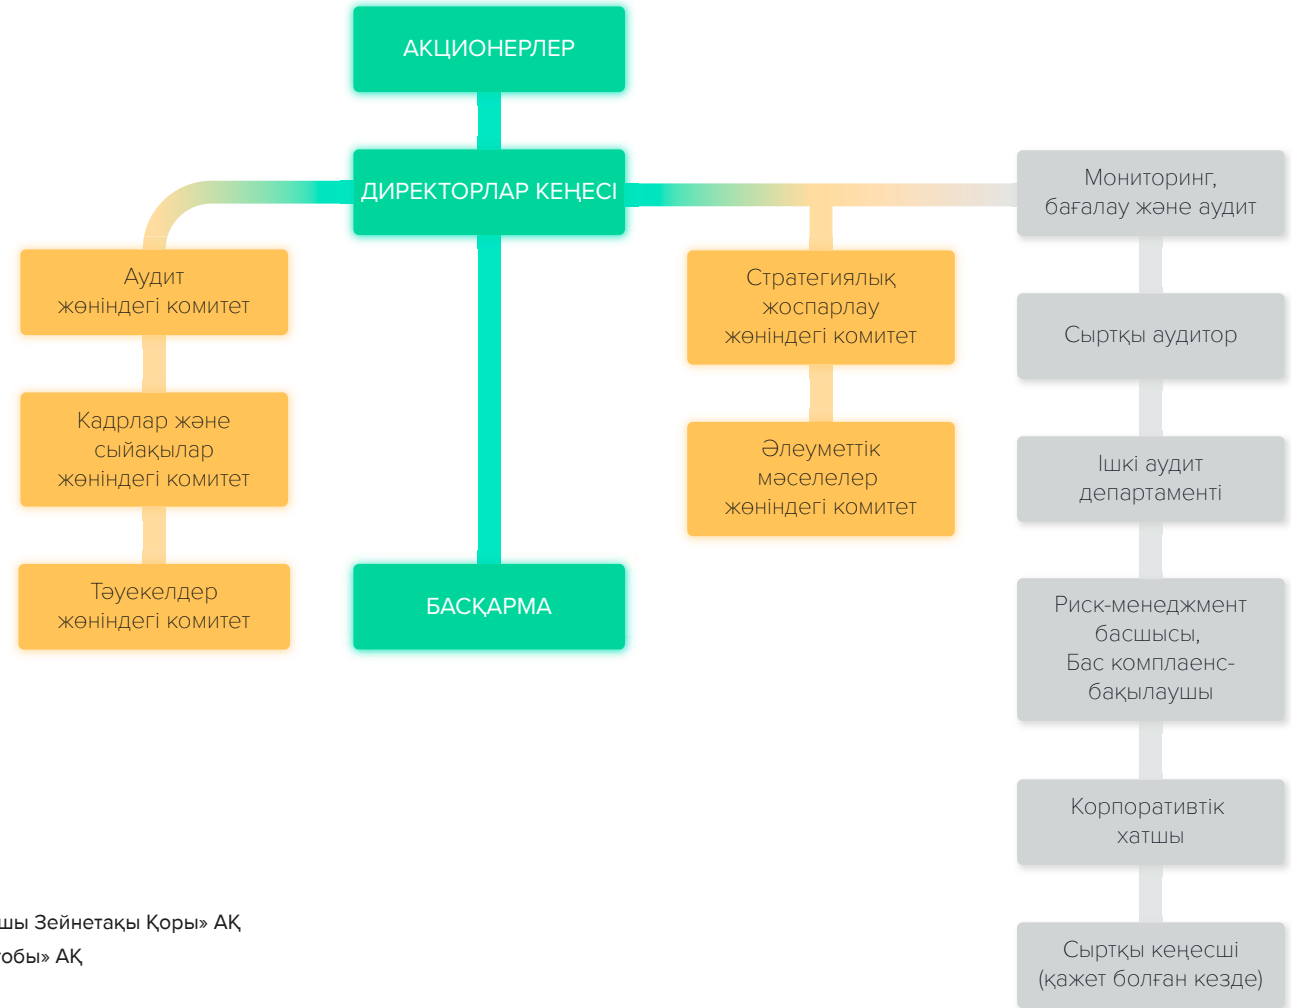 АКЦИОНЕРЛЕР
ДИРЕКТОРЛАР КЕҢЕСІ
Аудит
жөніндегі комитет
Кадрлар және
сыйақылар
жөніндегі комитет
Тәуекелдер
жөніндегі комитет
БАСҚАРМА
Стратегиялық
жоспарлау
жөніндегі комитет
Әлеуметтік
мәселелер
жөніндегі комитет
Мониторинг,
бағалау және аудит
Сыртқы аудитор
Ішкі аудит
департаменті
Риск-менеджмент
басшысы,
Бас комплаенс-
бақылаушы
Корпоративтік
хатшы
Сыртқы кеңесші
(қажет болған кезде)
Зейнетақы Қоры» АҚ
АҚ